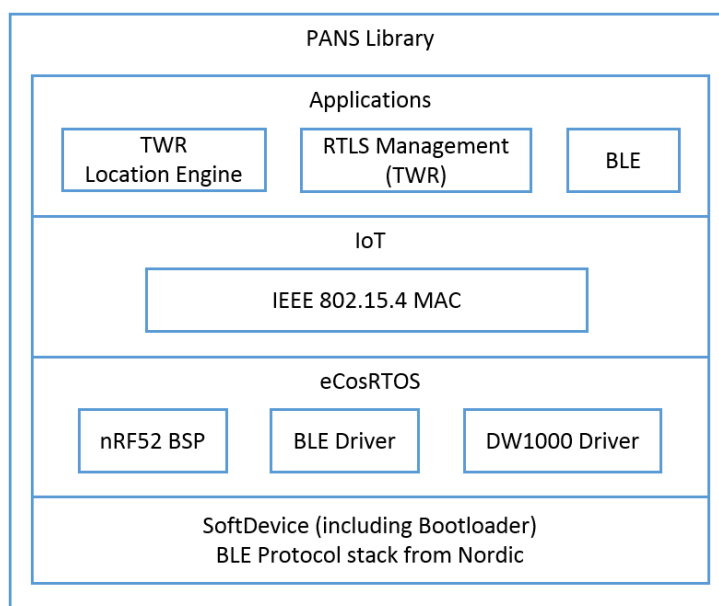 PANS Library
Applications
TWR
Location Engine
RTLS Management
(TWR)
BLE
IoT
IEEE 802.15.4 MAC
eCosRTOS
nRF52 BSP
BLE Driver
DW1000 Driver
SoftDevice (including Bootloader)
BLE Protocol stack from Nordic